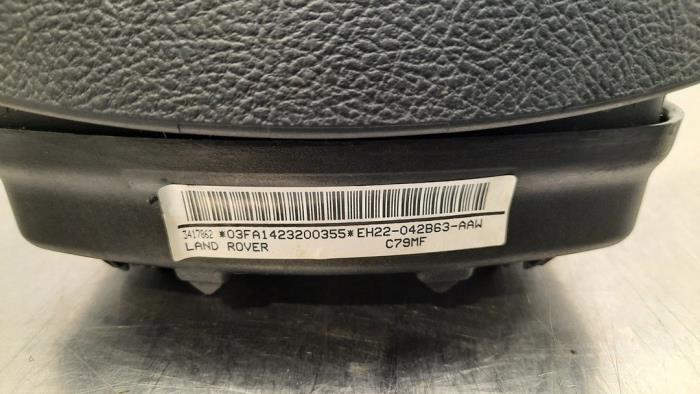 3417862 *03FA1423200355* EH22-042B63-AAW
LAND ROVER C79MF